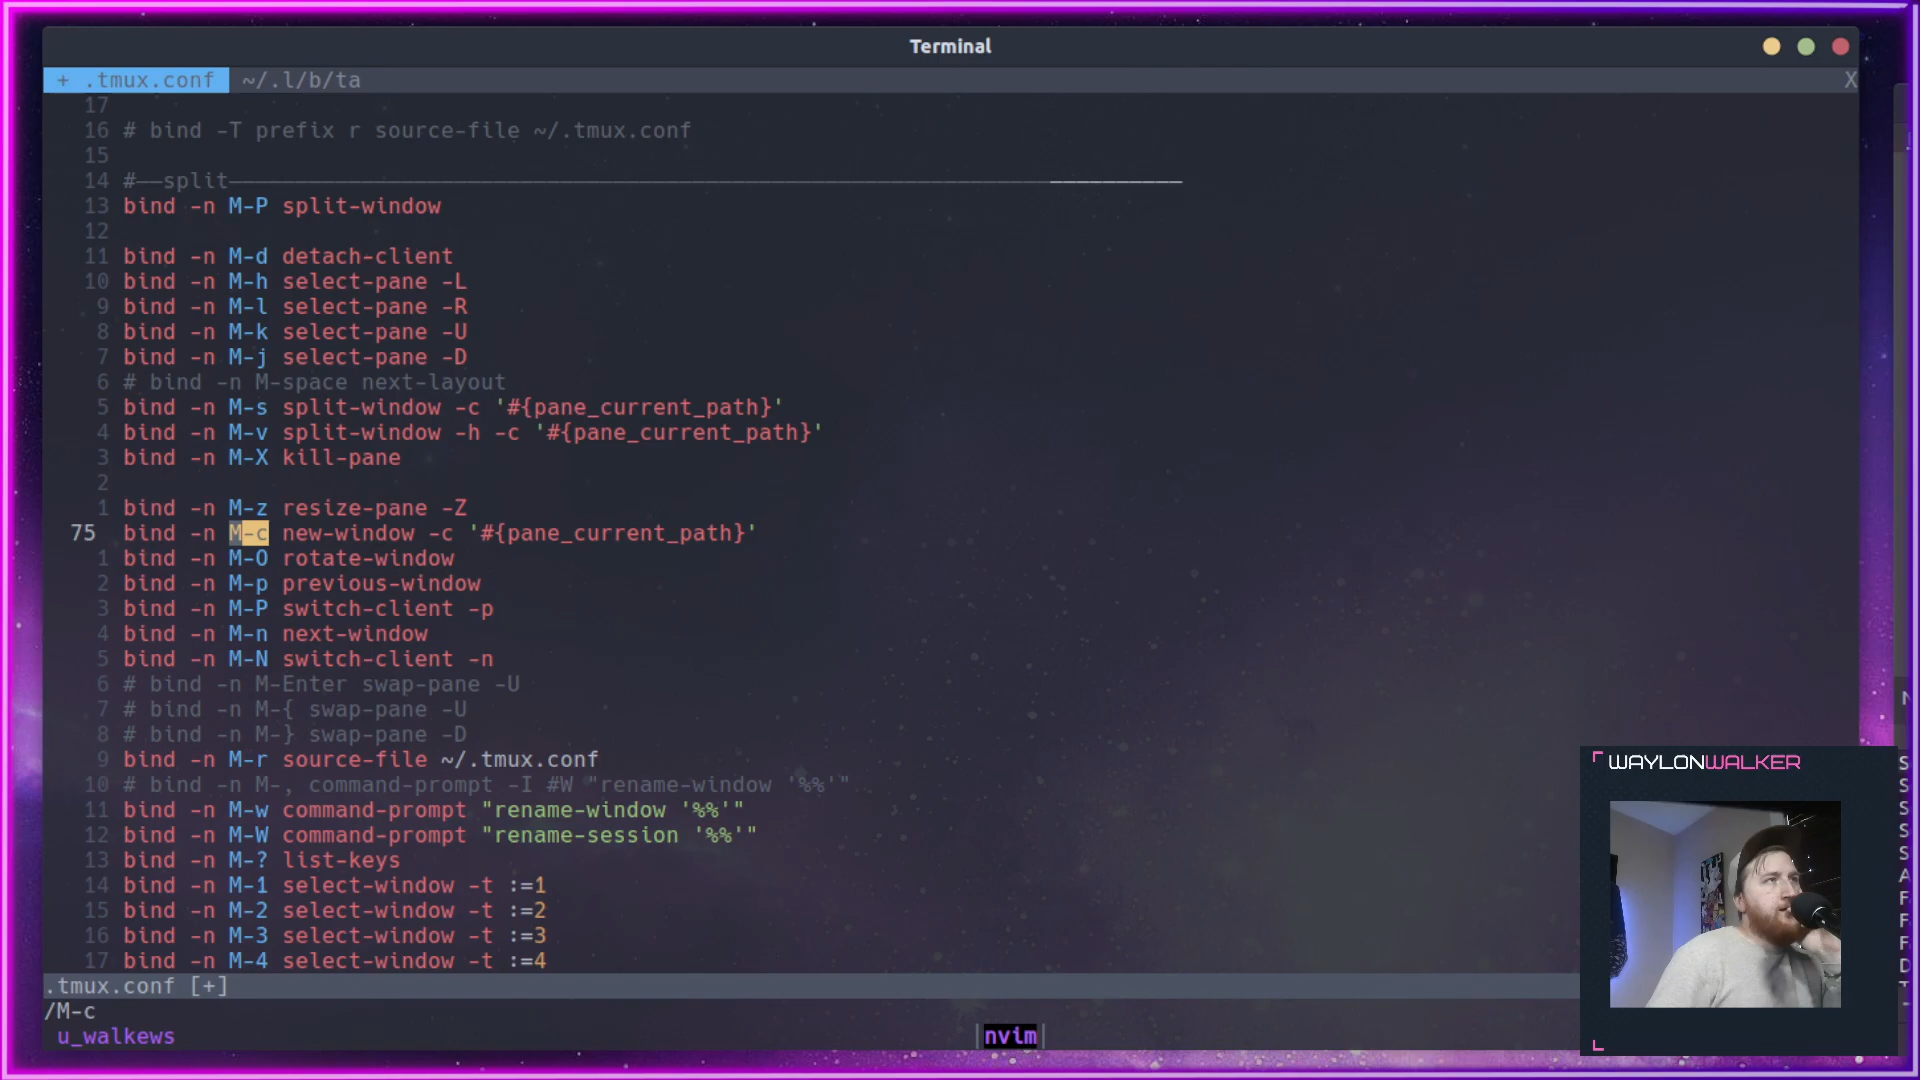 Terminal
+ .tmux.conf ~/.l/b/ta X
17
16 # bind -T prefix r source-file ~/.tmux.conf
15
14 #——split——————————————————————————————
13 bind -n M-P split-window
12
11 bind -n M-d detach-client
10 bind -n M-h select-pane -L
9 bind -n M-l select-pane -R
8 bind -n M-k select-pane -U
7 bind -n M-j select-pane -D
6 # bind -n M-space next-layout
5 bind -n M-s split-window -c '#{pane_current_path}'
4 bind -n M-v split-window -h -c '#{pane_current_path}'
3 bind -n M-X kill-pane
2
1 bind -n M-z resize-pane -Z
75 bind -n M-c new-window -c '#{pane_current_path}'
1 bind -n M-O rotate-window
2 bind -n M-p previous-window
3 bind -n M-P switch-client -p
4 bind -n M-n next-window
5 bind -n M-N switch-client -n
6 # bind -n M-Enter swap-pane -U
7 # bind -n M-{ swap-pane -U
8 # bind -n M-} swap-pane -D
9 bind -n M-r source-file ~/.tmux.conf
10 # bind -n M-, command-prompt -I #W "rename-window '%%'"
11 bind -n M-w command-prompt "rename-window '%%'"
12 bind -n M-W command-prompt "rename-session '%%'"
13 bind -n M-? list-keys
14 bind -n M-1 select-window -t :=1
15 bind -n M-2 select-window -t :=2
16 bind -n M-3 select-window -t :=3
17 bind -n M-4 select-window -t :=4
.tmux.conf [+]
/M-c
u_walkews |nvim|
WAYLONWALKER